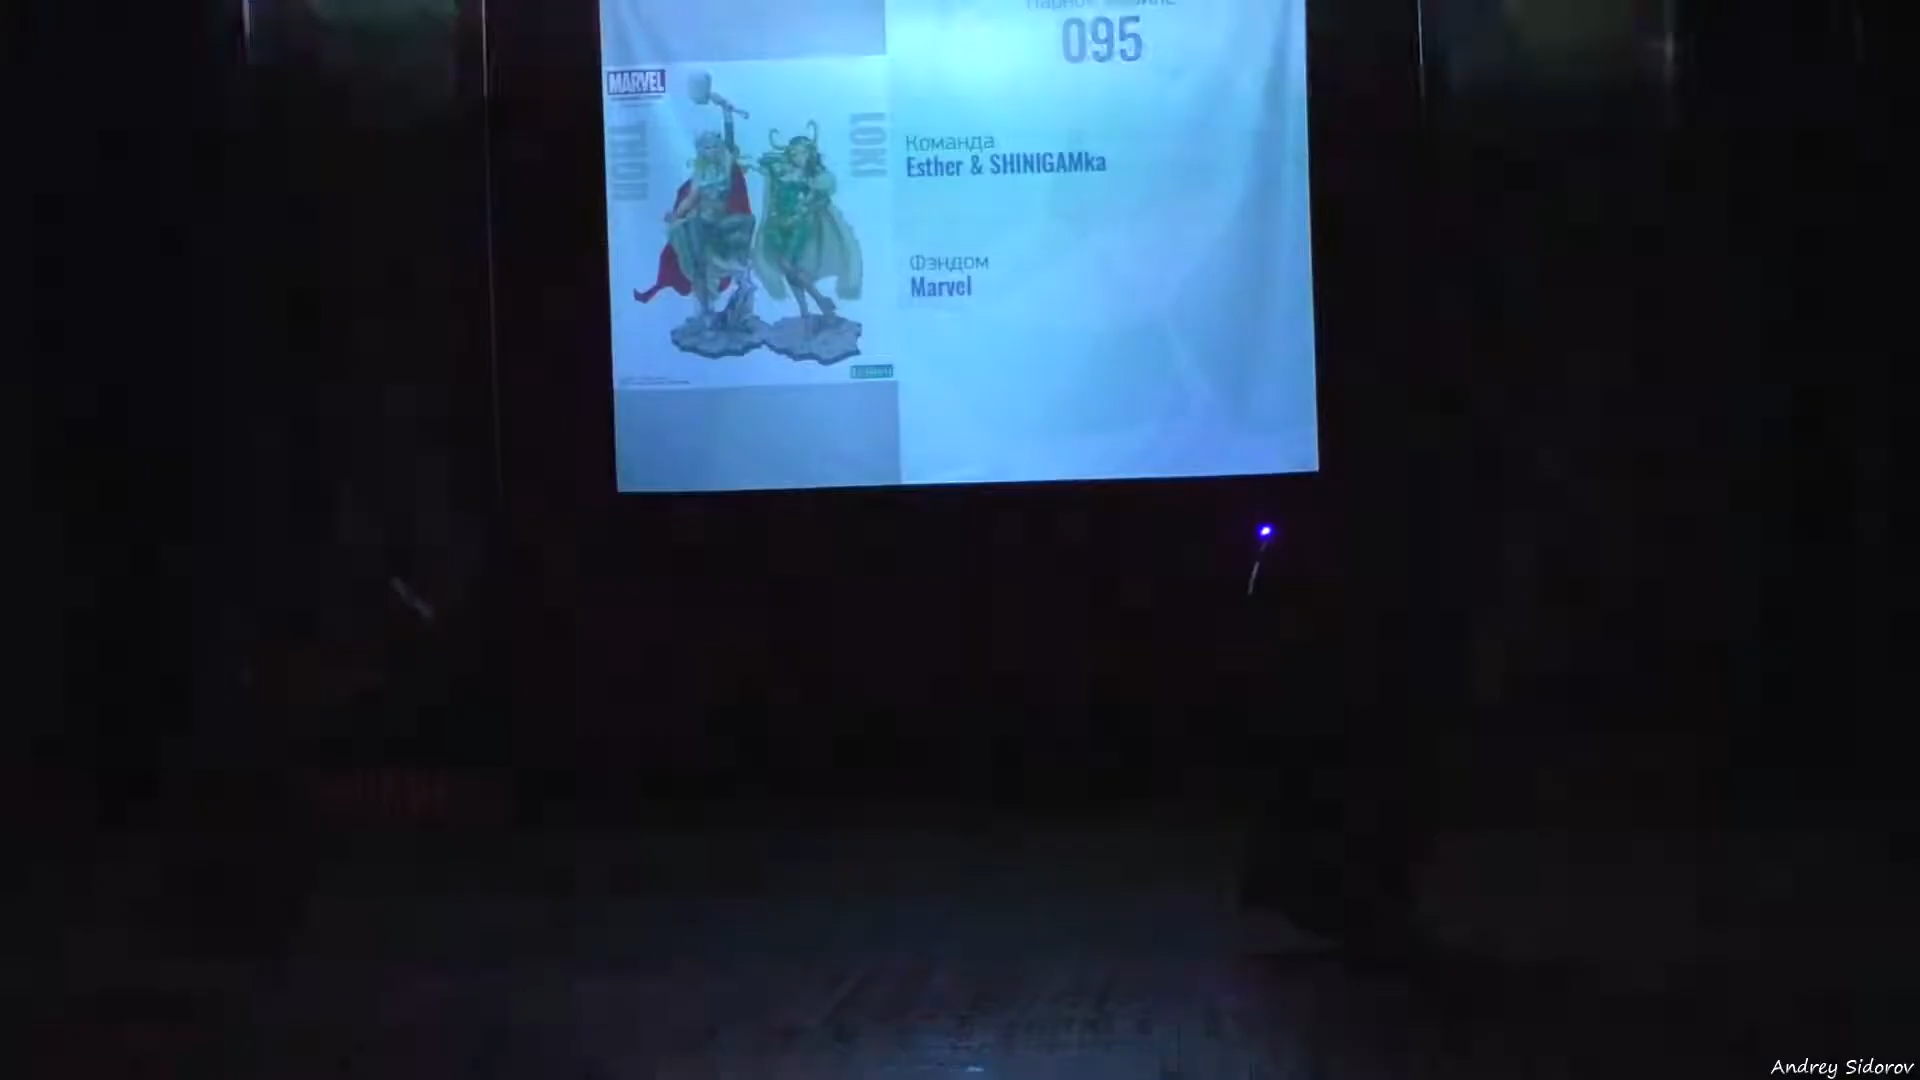 095
MARVEL
THOR
LOKI
Команда
Esther & SHINIGAMka
Фэндом
Marvel
Andrey Sidorov